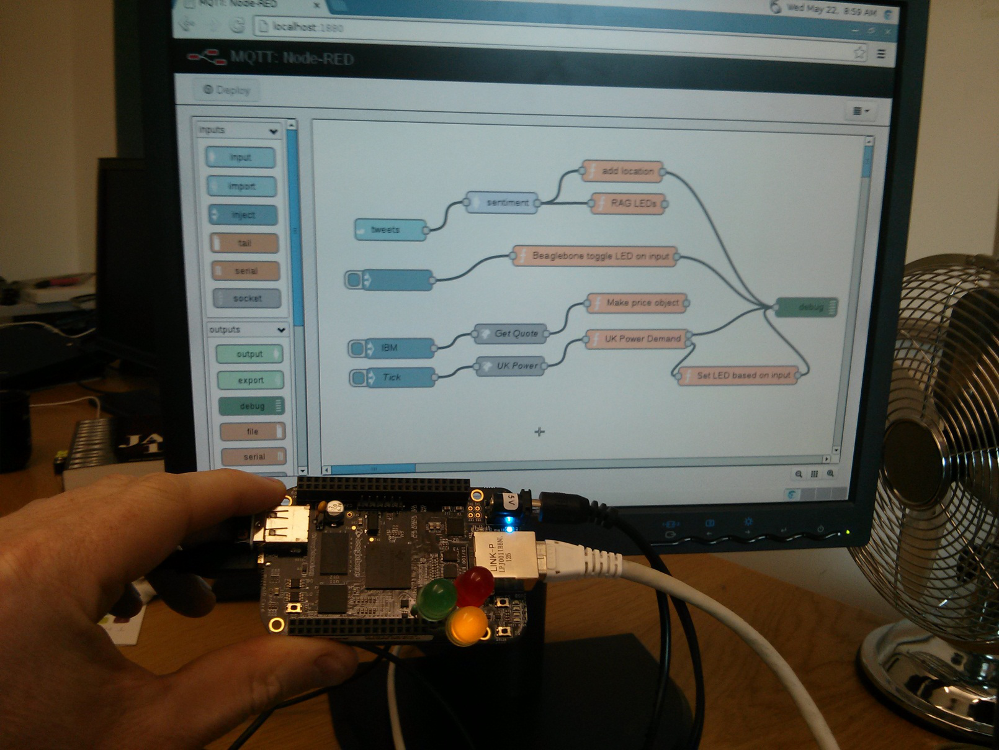 MQTT: Node-RED
x
Wed May 22, 8:59 AM
localhost:1880
MQTT: Node-RED
Deploy
inputs
input
import
inject
tail
serial
socket
outputs
output
export
debug
file
serial
add location
sentiment
RAG LEDs
tweets
Beaglebone toggle LED on input
Make price object
debug
Get Quote
IBM
UK Power Demand
UK Power
Tick
Set LED based on input
JA
5V
LINK-P
LPJ0011BBNL
125